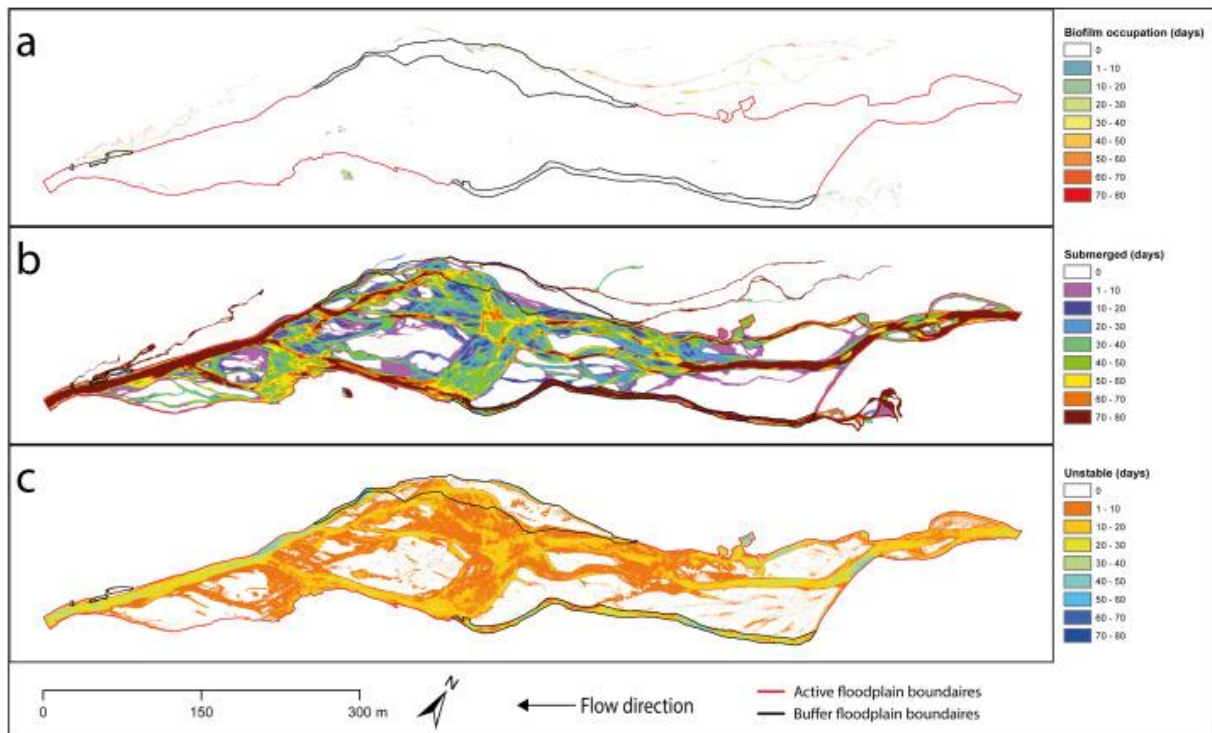 a
Biofilm occupation (days)
0
1 - 10
10 - 20
20 - 30
30 - 40
40 - 50
50 - 60
60 - 70
70 - 80
b
Submerged (days)
0
1 - 10
10 - 20
20 - 30
30 - 40
40 - 50
50 - 60
60 - 70
70 - 80
c
Unstable (days)
0
1 - 10
10 - 20
20 - 30
30 - 40
40 - 50
50 - 60
60 - 70
70 - 80
0 150 300 m
N
Flow direction
Active floodplain boundaires
Buffer floodplain boundaires